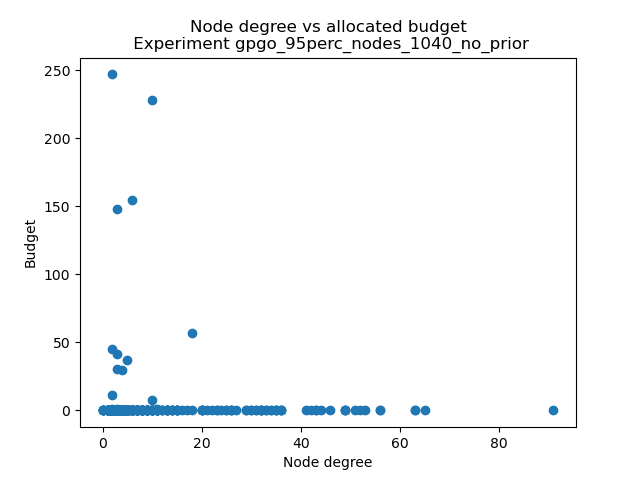 Node degree vs allocated budget
Experiment gpgo_95perc_nodes_1040_no_prior
250
200
150
100
50
0
Budget
0 20 40 60 80
Node degree